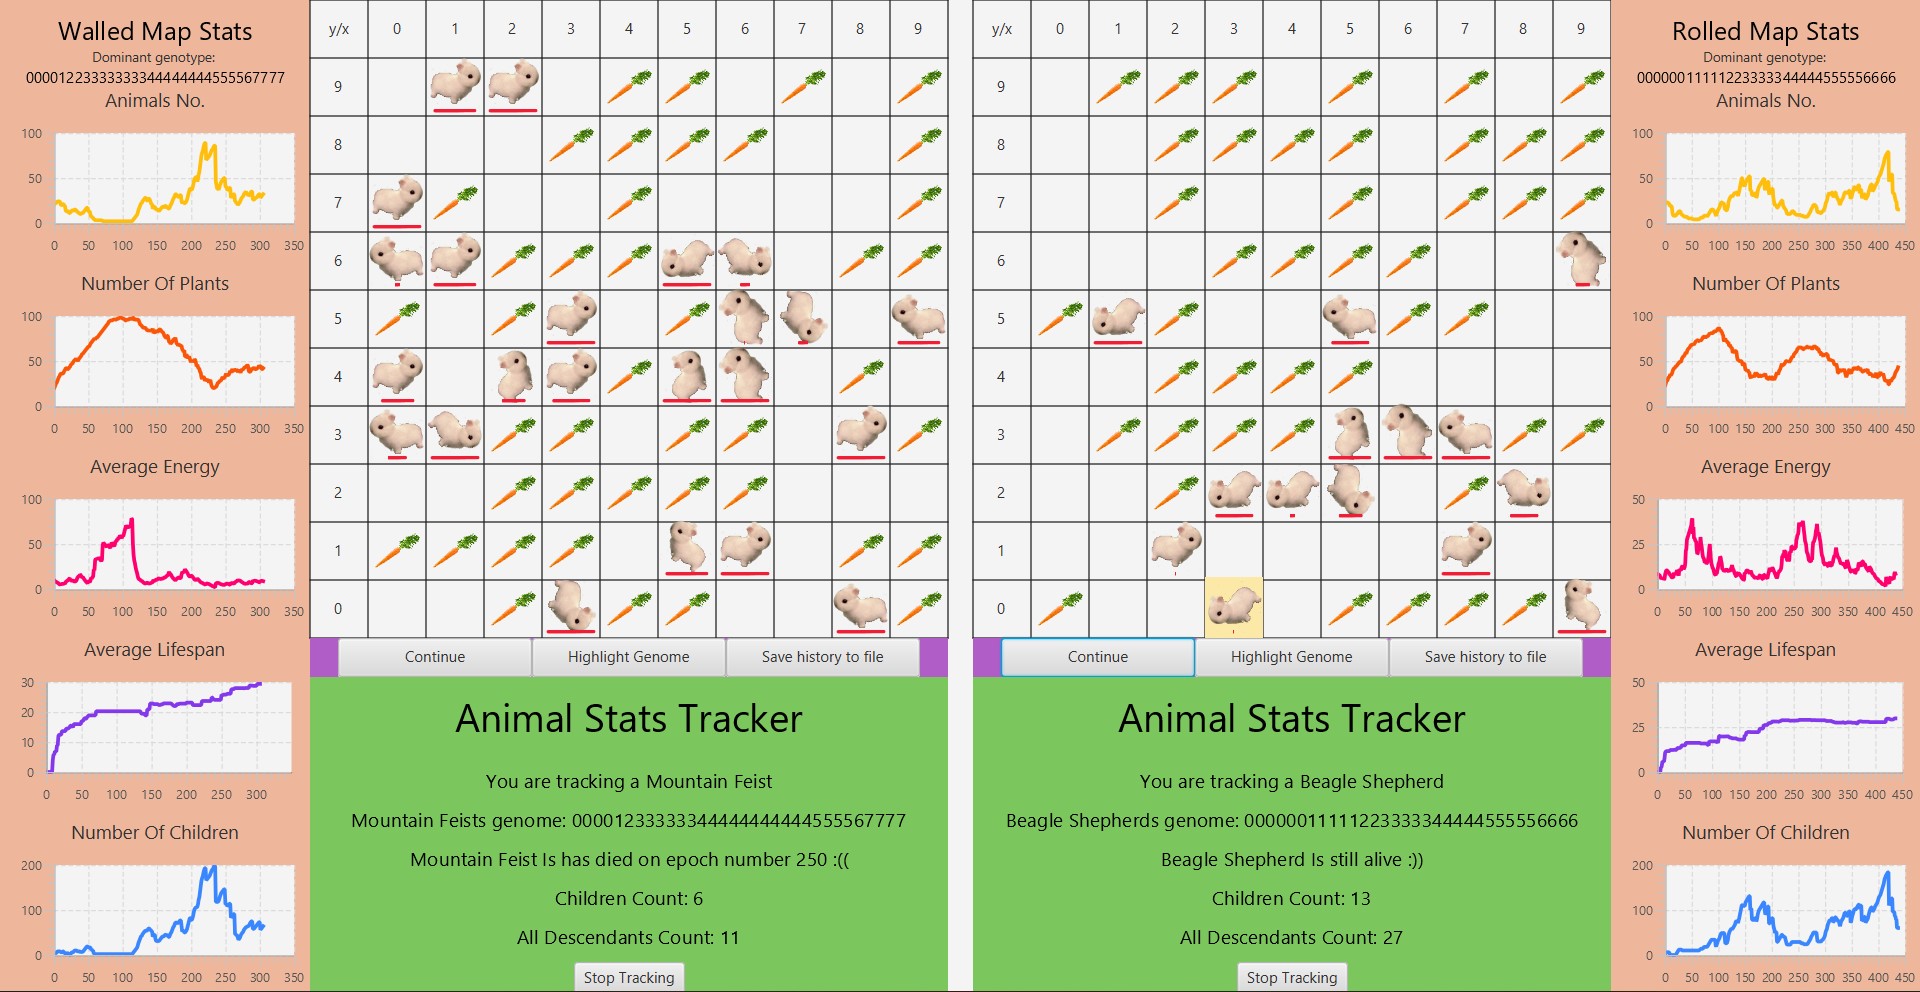 Walled Map Stats
Dominant genotype:
00001223333333344444444555567777
Animals No.
100
50
0
0 50 100 150 200 250 300 350
Number Of Plants
100
50
0
0 50 100 150 200 250 300 350
Average Energy
100
50
0
0 50 100 150 200 250 300 350
Average Lifespan
30
20
10
0
0 50 100 150 200 250 300
Number Of Children
200
100
0
0 50 100 150 200 250 300 350
y/x 0 1 2 3 4 5 6 7 8 9
9
8
7
6
5
4
3
2
1
0
Continue Highlight Genome Save history to file
Animal Stats Tracker
You are tracking a Mountain Feist
Mountain Feists genome: 00001233333344444444444555567777
Mountain Feist Is has died on epoch number 250 :((
Children Count: 6
All Descendants Count: 11
Stop Tracking
y/x 0 1 2 3 4 5 6 7 8 9
9
8
7
6
5
4
3
2
1
0
Continue Highlight Genome Save history to file
Animal Stats Tracker
You are tracking a Beagle Shepherd
Beagle Shepherds genome: 00000011111223333344444555556666
Beagle Shepherd Is still alive :))
Children Count: 13
All Descendants Count: 27
Stop Tracking
Rolled Map Stats
Dominant genotype:
00000011111223333344444555556666
Animals No.
100
50
0
0 50 100 150 200 250 300 350 400 450
Number Of Plants
100
50
0
0 50 100 150 200 250 300 350 400 450
Average Energy
50
25
0
0 50 100 150 200 250 300 350 400 450
Average Lifespan
50
25
0
0 50 100 150 200 250 300 350 400 450
Number Of Children
200
100
0
0 50 100 150 200 250 300 350 400 450